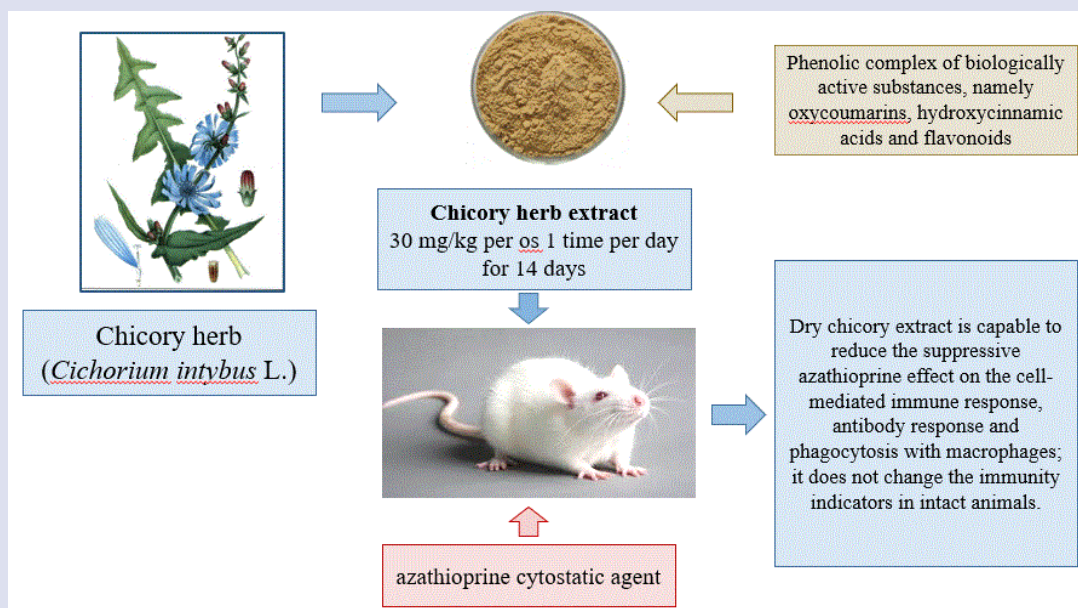 Phenolic complex of biologically
active substances, namely
oxycoumarins, hydroxycinnamic
acids and flavonoids
Chicory herb extract
30 mg/kg per os 1 time per day
for 14 days
Chicory herb
(Cichorium intybus L.)
Dry chicory extract is capable to
reduce the suppressive
azathioprine effect on the cell-
mediated immune response,
antibody response and
phagocytosis with macrophages;
it does not change the immunity
indicators in intact animals.
azathioprine cytostatic agent